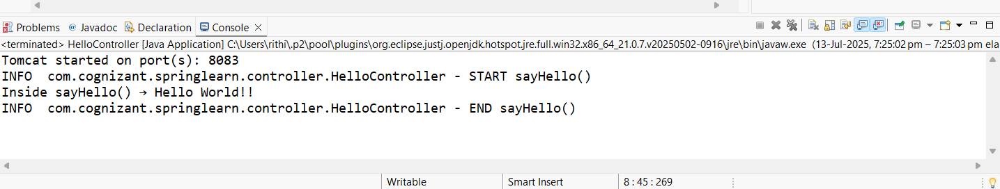 Problems @ Javadoc Declaration Console
<terminated> HelloController [Java Application] C:\Users\rithi\.p2\pool\plugins\org.eclipse.justj.openjdk.hotspot.jre.full.win32.x86_64_21.0.7.v20250502-0916\jre\bin\javaw.exe (13-Jul-2025, 7:25:02 pm – 7:25:03 pm ela
Tomcat started on port(s): 8083
INFO  com.cognizant.springlearn.controller.HelloController - START sayHello()
Inside sayHello() → Hello World!!
INFO  com.cognizant.springlearn.controller.HelloController - END sayHello()
Writable Smart Insert 8 : 45 : 269